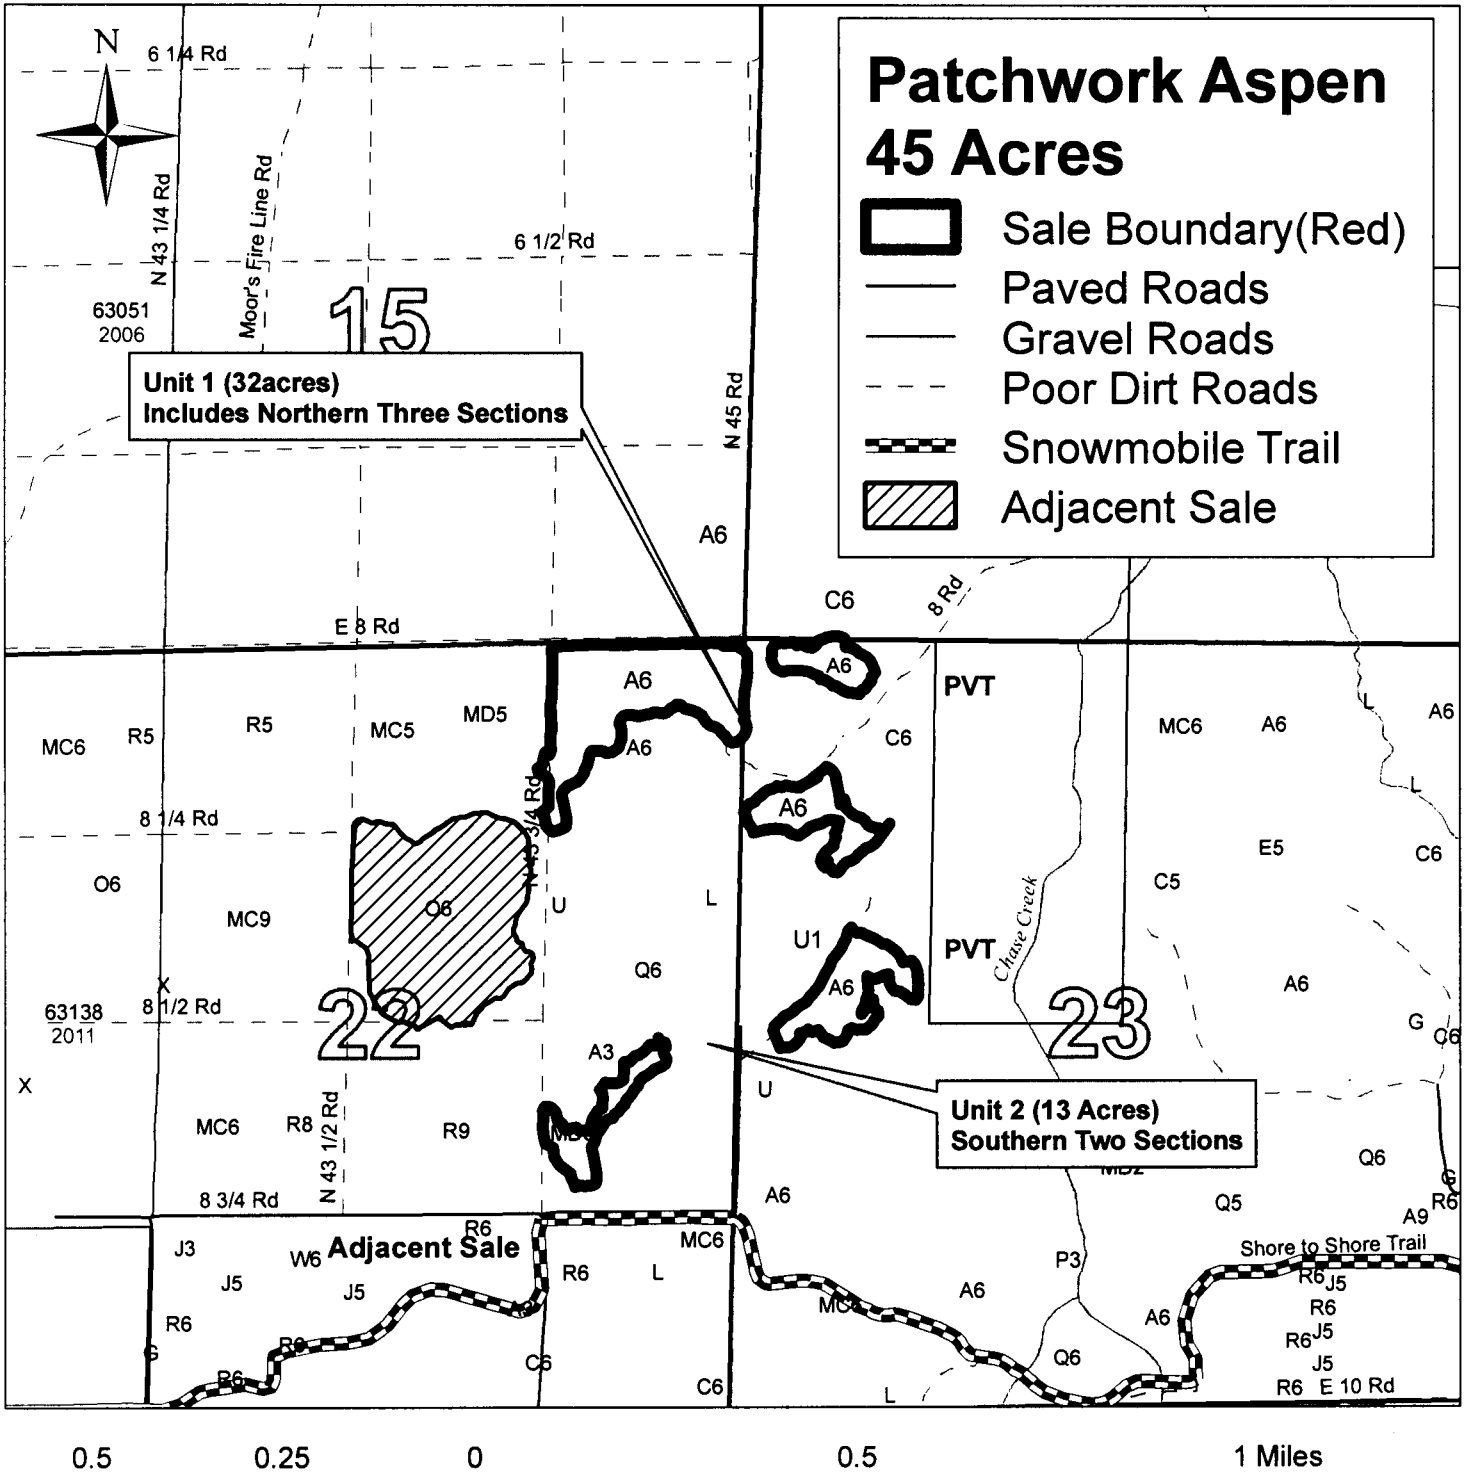 N
6 1/4 Rd
Patchwork Aspen
45 Acres
Sale Boundary(Red)
Paved Roads
Gravel Roads
Poor Dirt Roads
Snowmobile Trail
Adjacent Sale
N 43 1/4 Rd
Moor's Fire Line Rd
6 1/2 Rd
15
63051
2006
Unit 1 (32acres)
Includes Northern Three Sections
N 45 Rd
A6
C6
8 Rd
E 8 Rd
A6
A6
PVT
MC6
R5
R5
MC5
MD5
A6
C6
MC6
A6
L
A6
8 1/4 Rd
N 43 3/4 Rd
A6
L
E5
C6
O6
MC9
O6
U
L
C5
U1
PVT
Chase Creek
Q6
A6
A6
X
8 1/2 Rd
63138
2011
22
23
G
C6
A3
X
U
Unit 2 (13 Acres)
Southern Two Sections
MC6
R8
N 43 1/2 Rd
R9
Q6
MD2
G
8 3/4 Rd
A6
Q5
R6
A9
J3
W6
Adjacent Sale
R6
MC6
Shore to Shore Trail
P3
J5
J5
R6
L
A6
R6
J5
R6
MC6
A6
R6
J5
G
R6
C6
Q6
J5
R6
C6
L
R6
E 10 Rd
0.5
0.25
0
0.5
1 Miles